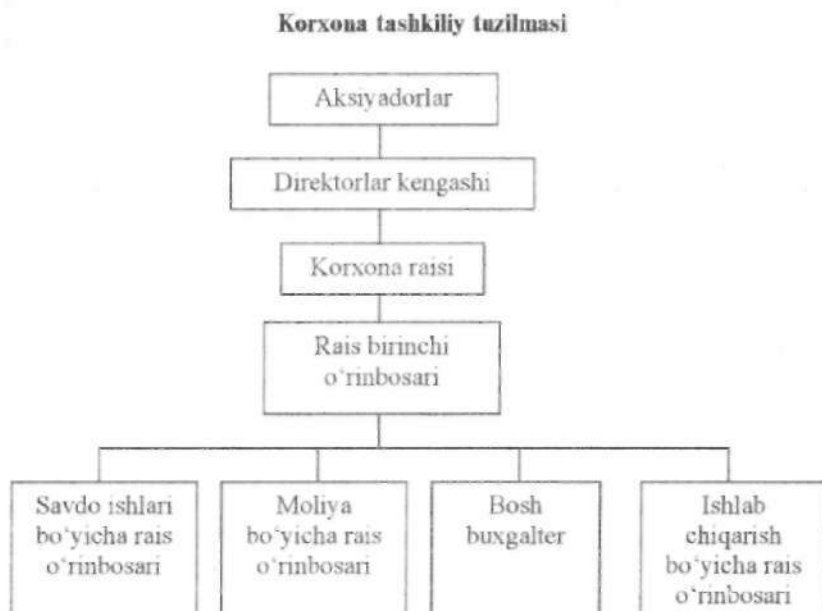 Korxona tashkiliy tuzilmasi
Aksiyadorlar
Direktorlar kengashi
Korxona raisi
Rais birinchi
o‘rinbosari
Savdo ishlari
bo‘yicha rais
o‘rinbosari
Moliya
bo‘yicha rais
o‘rinbosari
Bosh
buxgalter
Ishlab
chiqarish
bo‘yicha rais
o‘rinbosari